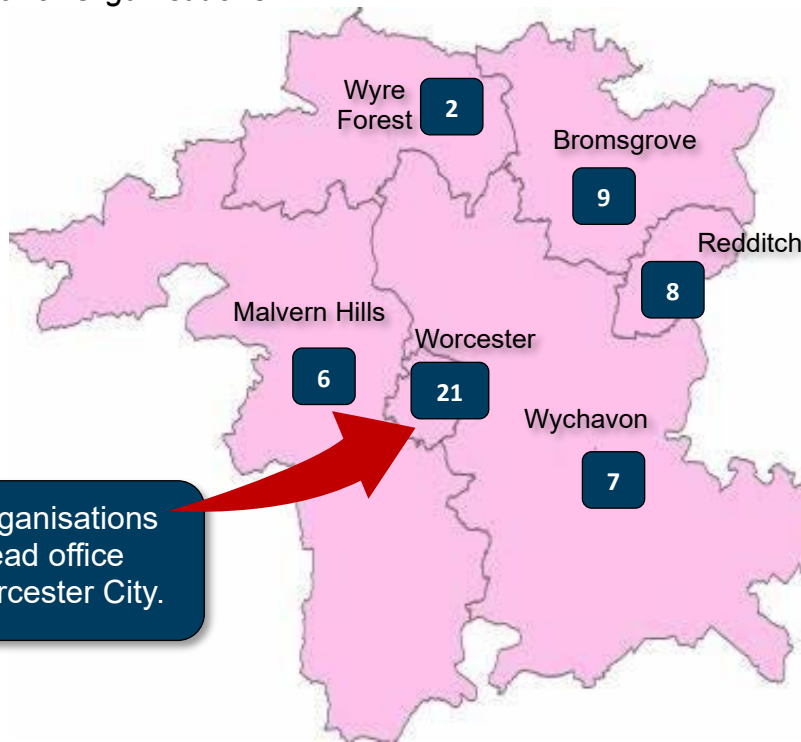 Wyre
Forest
2
Bromsgrove
9
Redditch
8
Malvern Hills
6
Worcester
21
Wychavon
7
ganisations
ead office
rcester City.